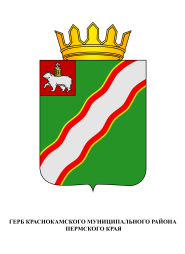 ГЕРБ КРАСНОКАМСКОГО МУНИЦИПАЛЬНОГО РАЙОНА
ПЕРМСКОГО КРАЯ